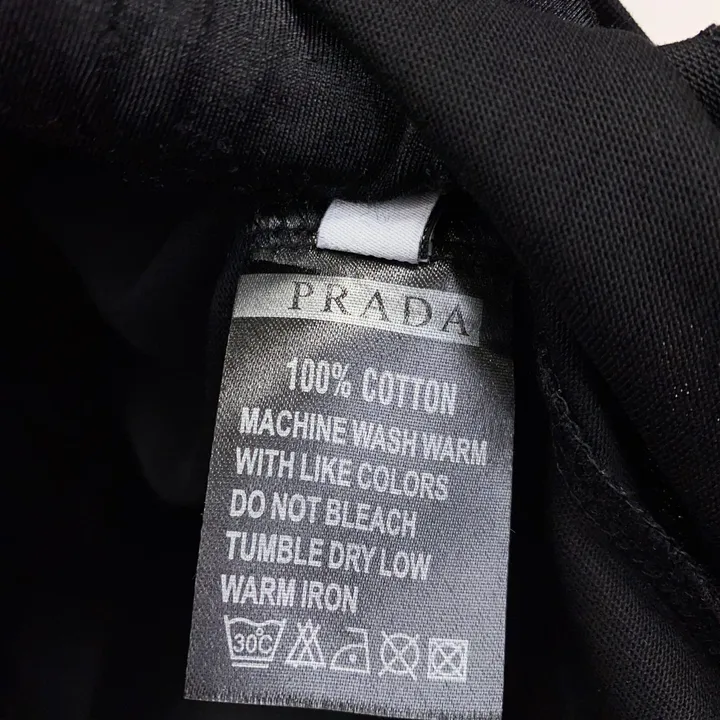 PRADA
100% COTTON
MACHINE WASH WARM
WITH LIKE COLORS
DO NOT BLEACH
TUMBLE DRY LOW
WARM IRON
30°C